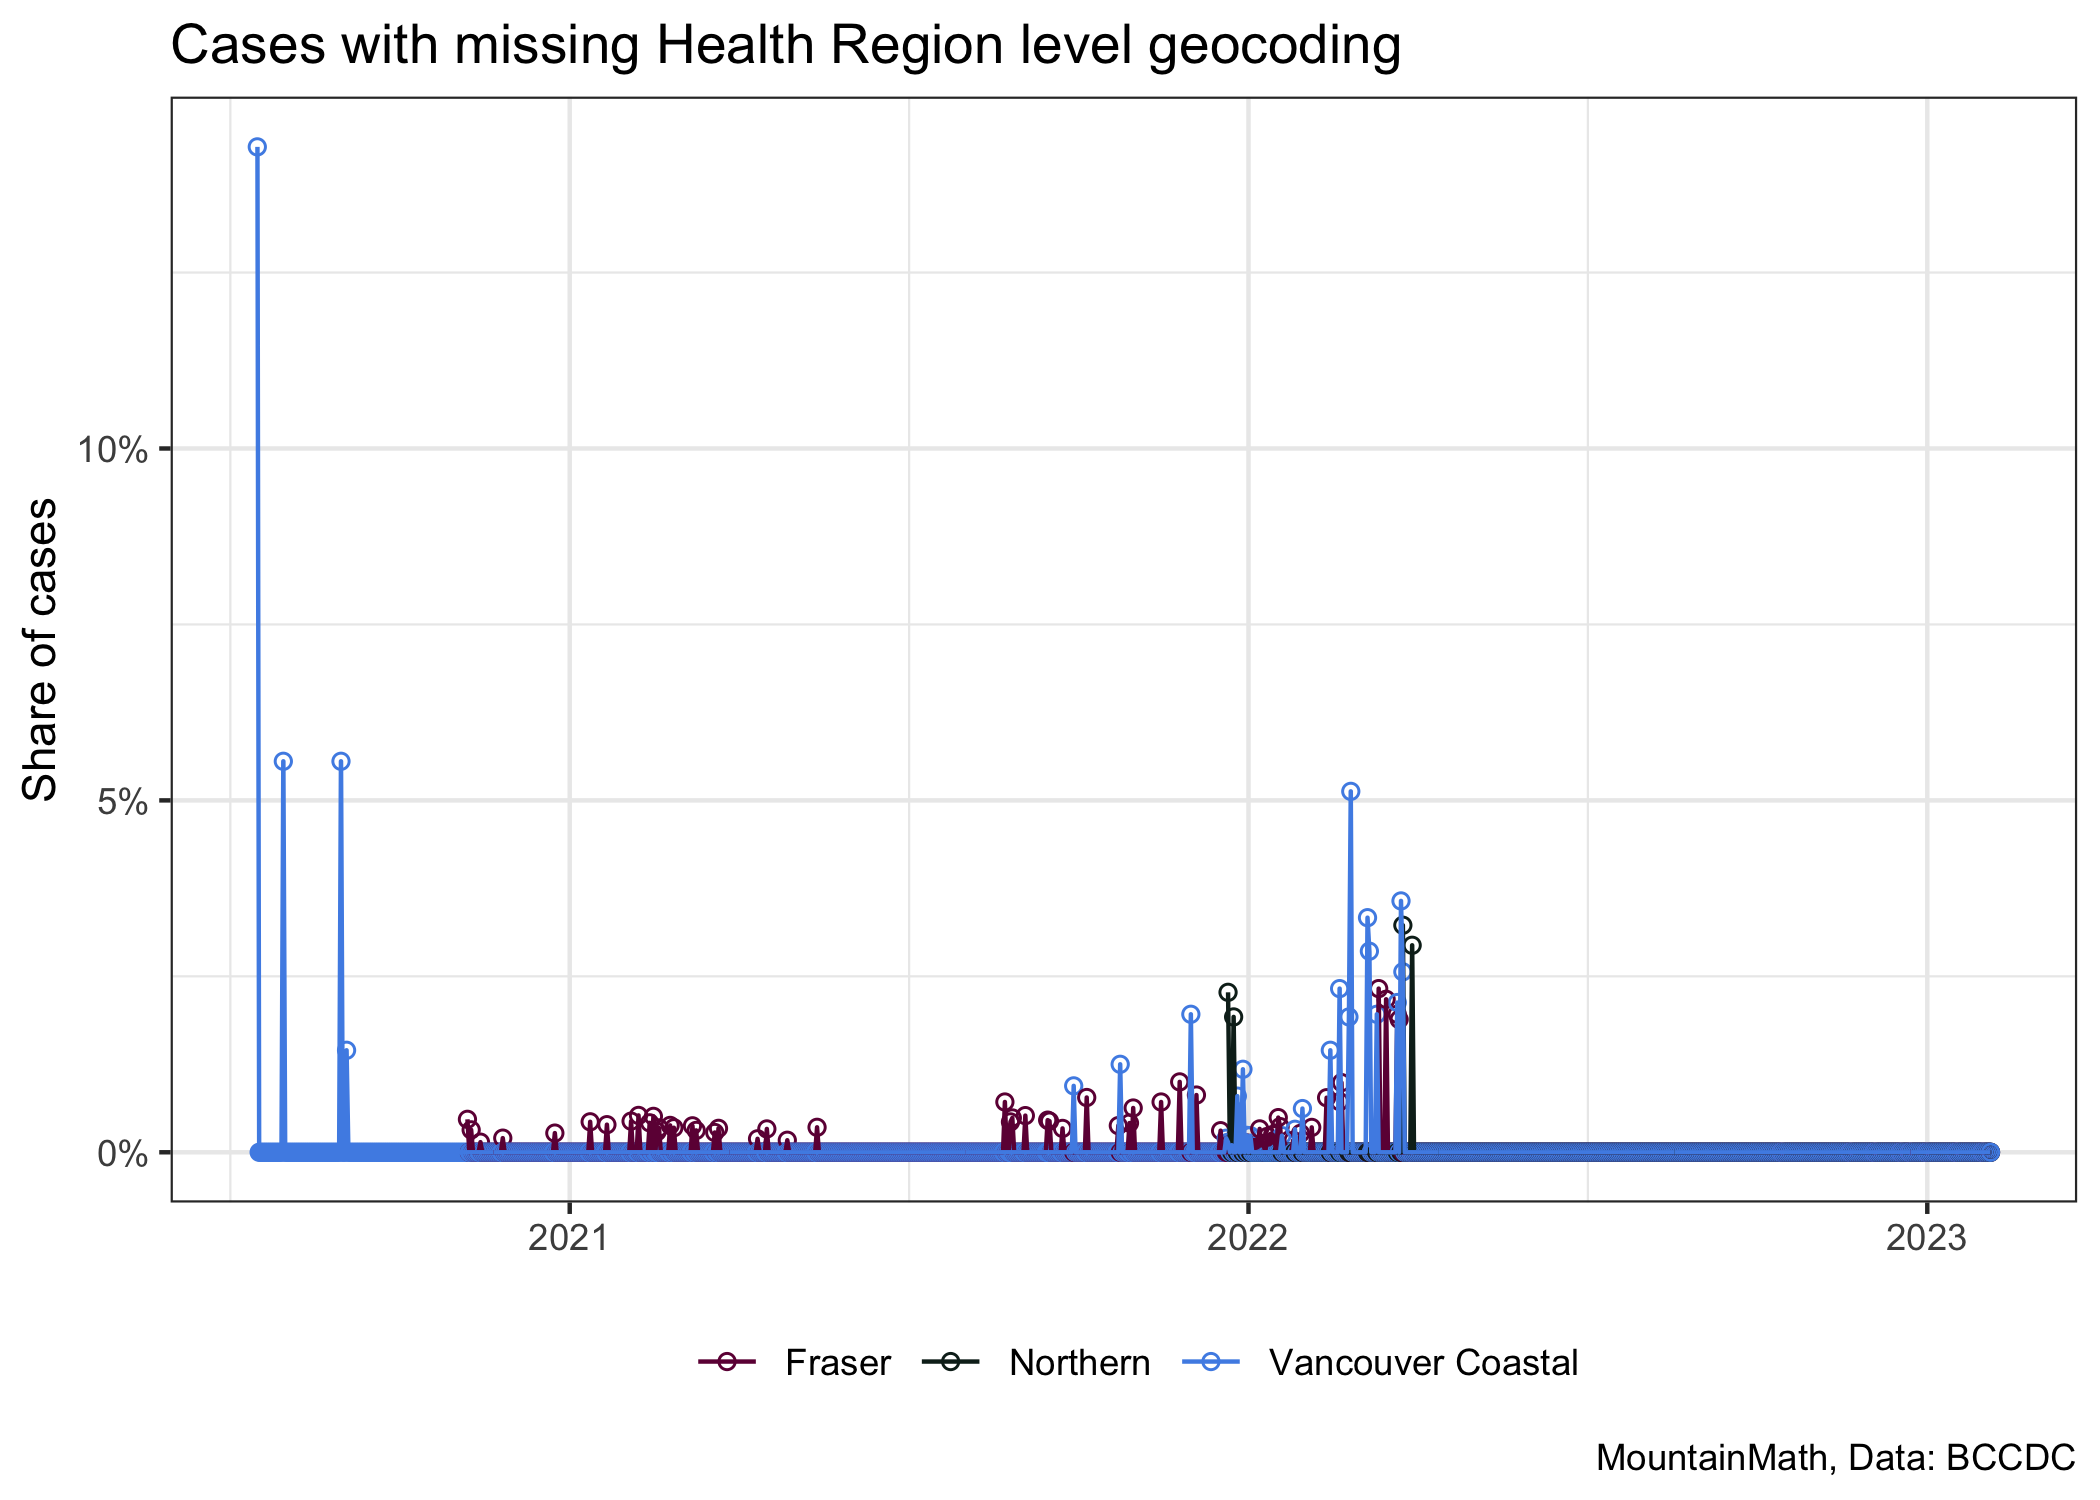 Cases with missing Health Region level geocoding
Share of cases
10%
5%
0%
2021
2022
2023
Fraser
Northern
Vancouver Coastal
MountainMath, Data: BCCDC